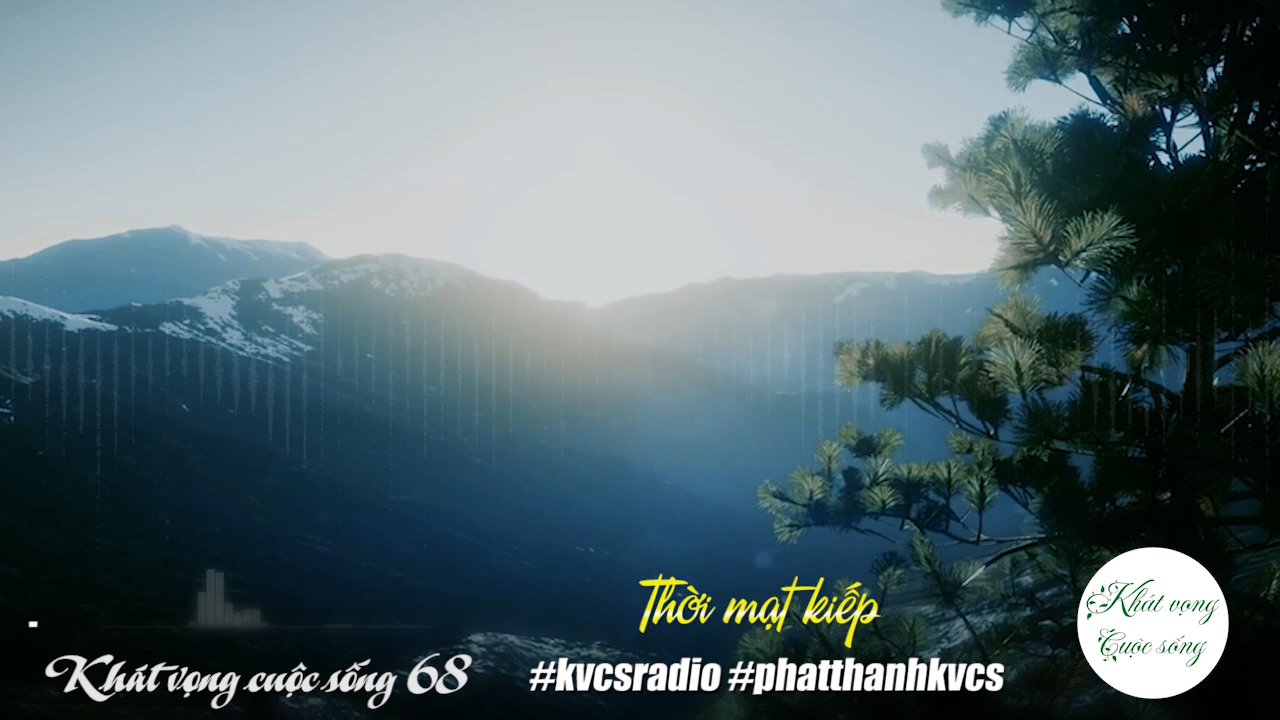 Thời mạt kiếp
Khát vọng cuộc sống 68
#kvcsradio #phatthanhkvcs
Khát vọng
Cuộc sống